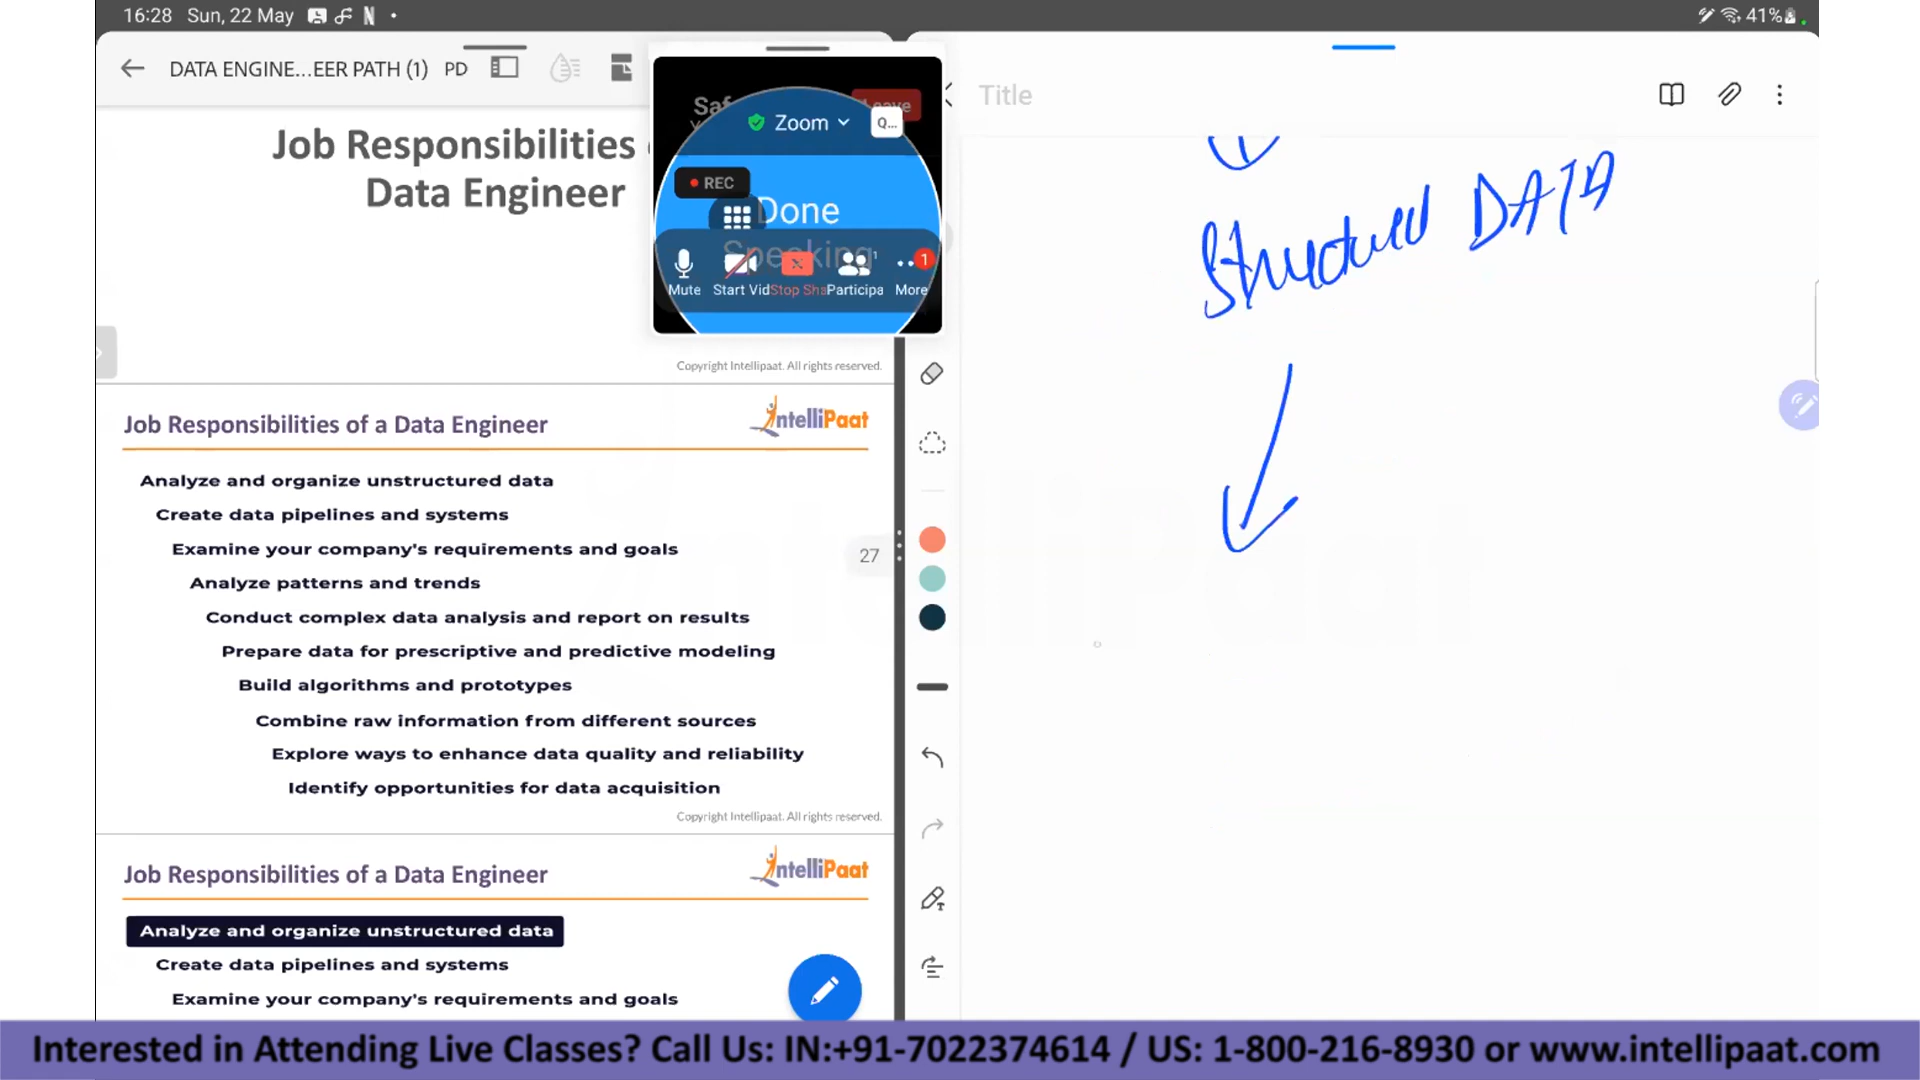 16:28 Sun, 22 May
41%
DATA ENGINE...EER PATH (1) PD
Job Responsibilities
Data Engineer
Copyright Intellipaat. All rights reserved.
Zoom
Q...
Leave
REC
Done
Speaking
Mute
Start Vid
Stop Sha
Participa
1
More
1
Job Responsibilities of a Data Engineer
IntelliPaat
Analyze and organize unstructured data
Create data pipelines and systems
Examine your company's requirements and goals
Analyze patterns and trends
Conduct complex data analysis and report on results
Prepare data for prescriptive and predictive modeling
Build algorithms and prototypes
Combine raw information from different sources
Explore ways to enhance data quality and reliability
Identify opportunities for data acquisition
Copyright Intellipaat. All rights reserved.
27
Job Responsibilities of a Data Engineer
IntelliPaat
Analyze and organize unstructured data
Create data pipelines and systems
Examine your company's requirements and goals
Title
Structured DATA
IntelliPaat
Interested in Attending Live Classes? Call Us: IN:+91-7022374614 / US: 1-800-216-8930 or www.intellipaat.com